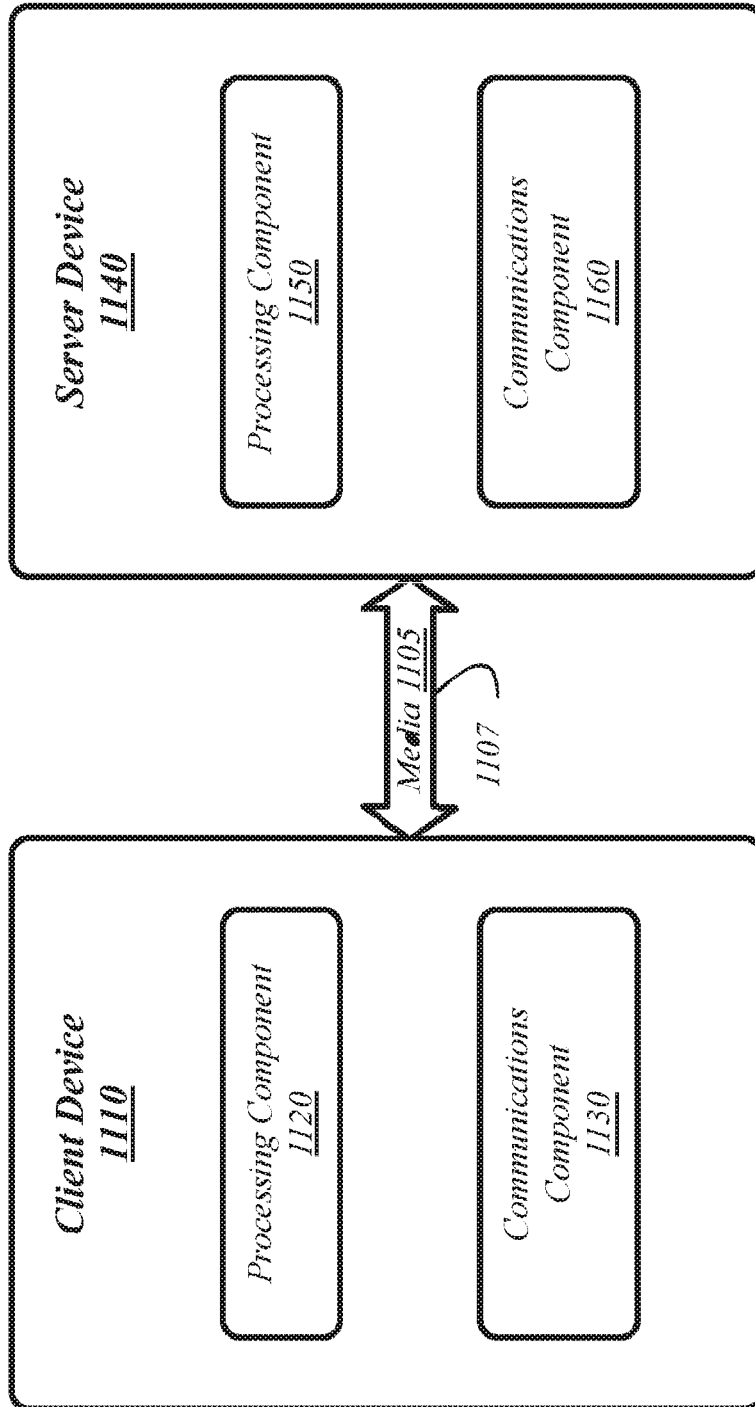 Client Device
1110
Processing Component
1120
Communications
Component
1130
Media 1105
1107
Server Device
1140
Processing Component
1150
Communications
Component
1160